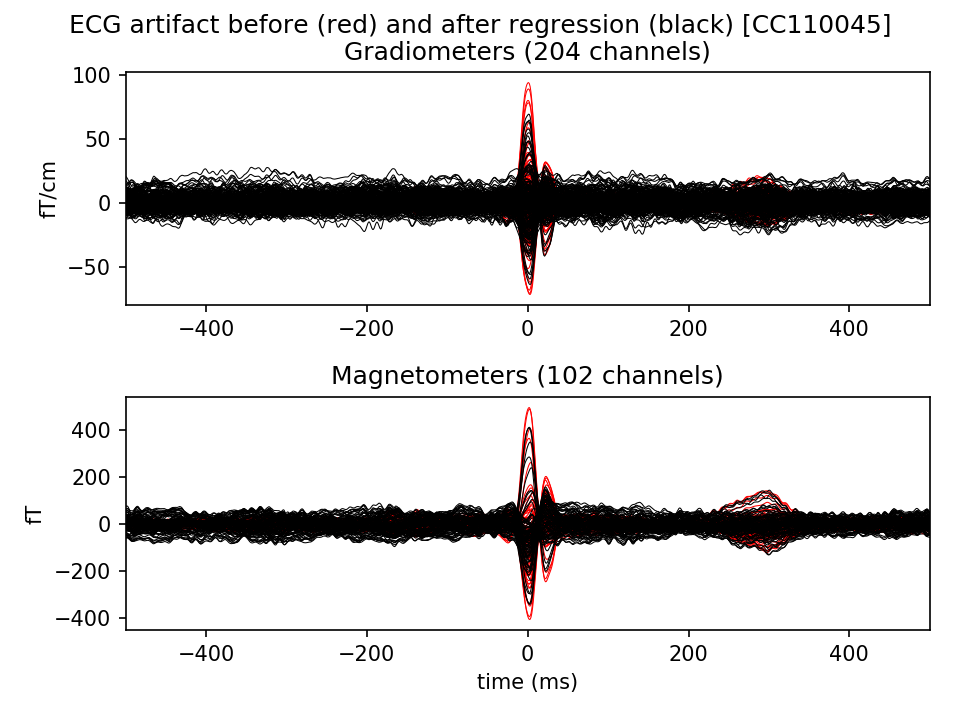 ECG artifact before (red) and after regression (black) [CC110045]
Gradiometers (204 channels)
100
50
0
−50
fT/cm
−400 −200 0 200 400
Magnetometers (102 channels)
400
200
0
−200
−400
fT
−400 −200 0 200 400
time (ms)